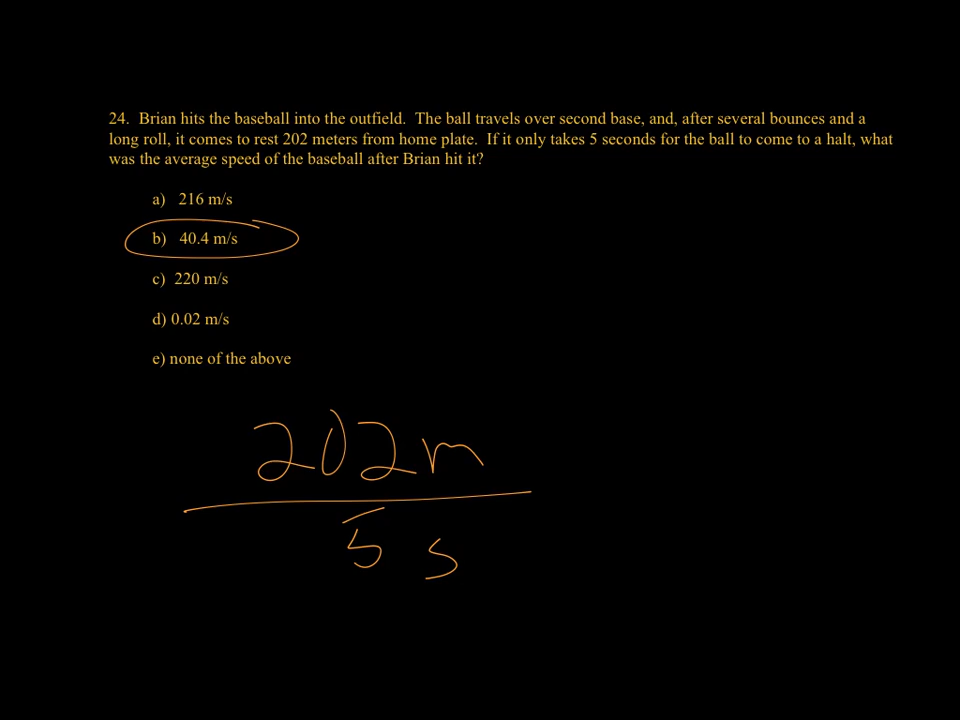 24. Brian hits the baseball into the outfield. The ball travels over second base, and, after several bounces and a
long roll, it comes to rest 202 meters from home plate. If it only takes 5 seconds for the ball to come to a halt, what
was the average speed of the baseball after Brian hit it?
a) 216 m/s
b) 40.4 m/s
c) 220 m/s
d) 0.02 m/s
e) none of the above
202 m
5 s